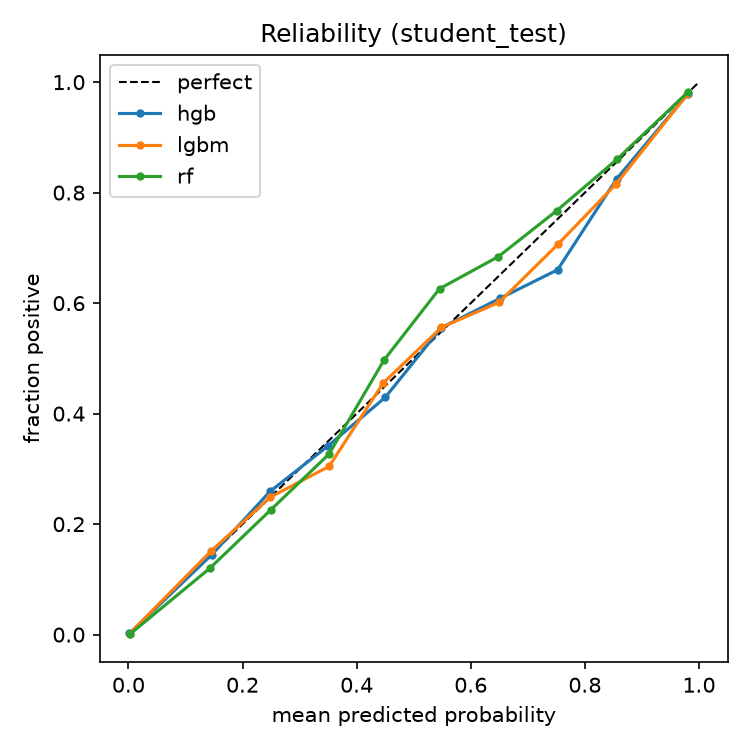 Reliability (student_test)
perfect
hgb
lgbm
rf
1.0
0.8
0.6
0.4
0.2
0.0
fraction positive
0.0 0.2 0.4 0.6 0.8 1.0
mean predicted probability